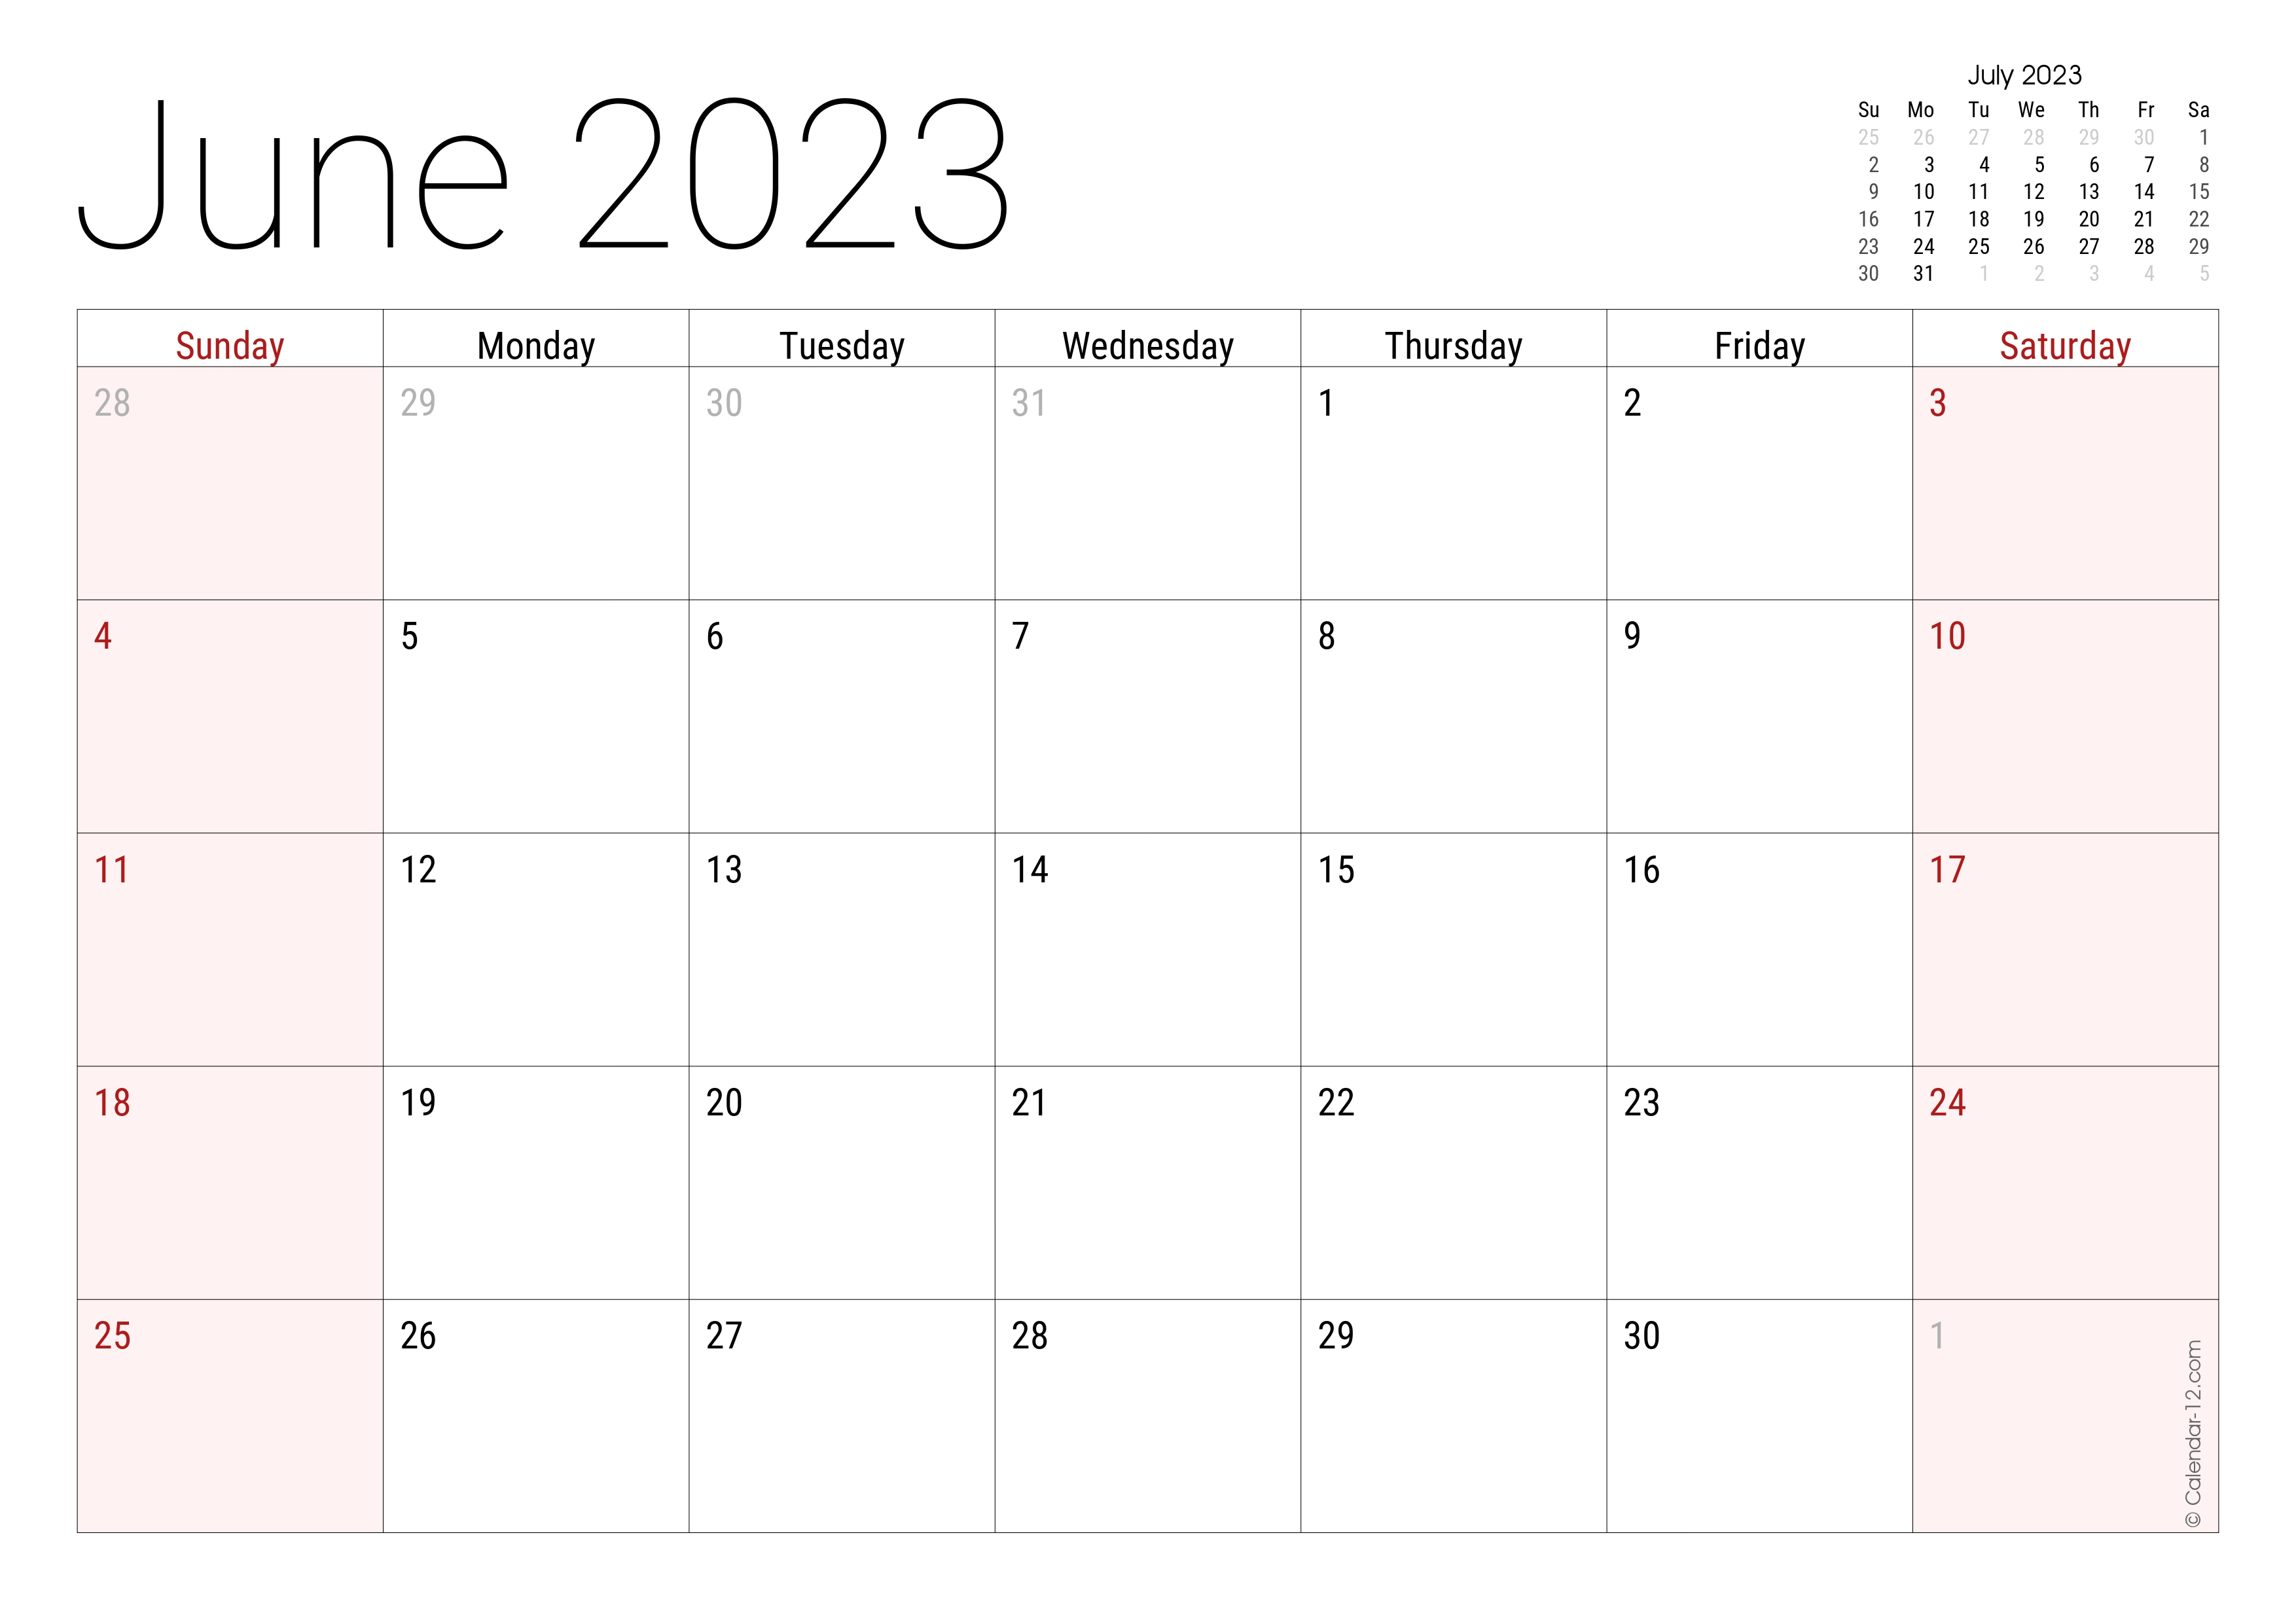 June 2023
July 2023
Su Mo Tu We Th Fr Sa
25 26 27 28 29 30 1
2 3 4 5 6 7 8
9 10 11 12 13 14 15
16 17 18 19 20 21 22
23 24 25 26 27 28 29
30 31 1 2 3 4 5
Sunday Monday Tuesday Wednesday Thursday Friday Saturday
28 29 30 31 1 2 3
4 5 6 7 8 9 10
11 12 13 14 15 16 17
18 19 20 21 22 23 24
25 26 27 28 29 30 1
© Calendar-12.com